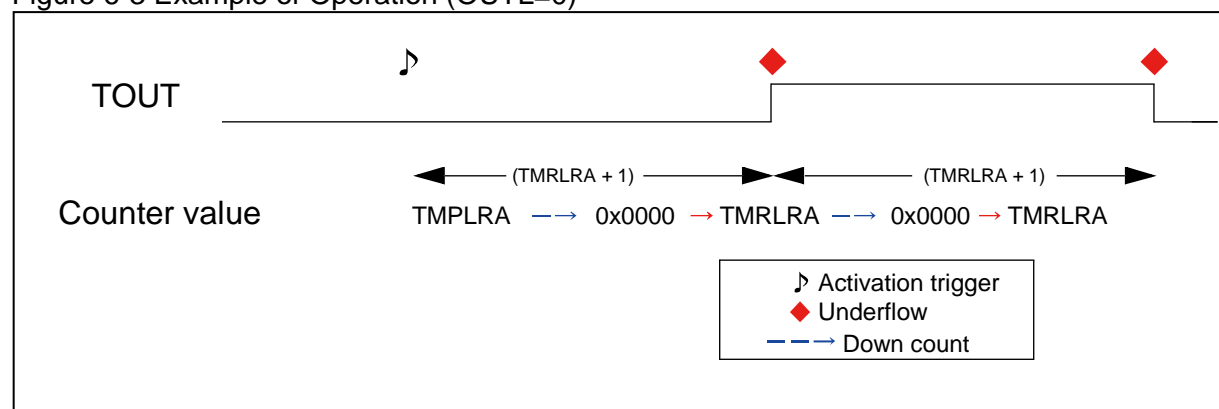 TOUT
(TMRLRA + 1) (TMRLRA + 1)
Counter value TMPLRA 0x0000 → TMRLRA 0x0000 → TMRLRA
Activation trigger
Underflow
Down count